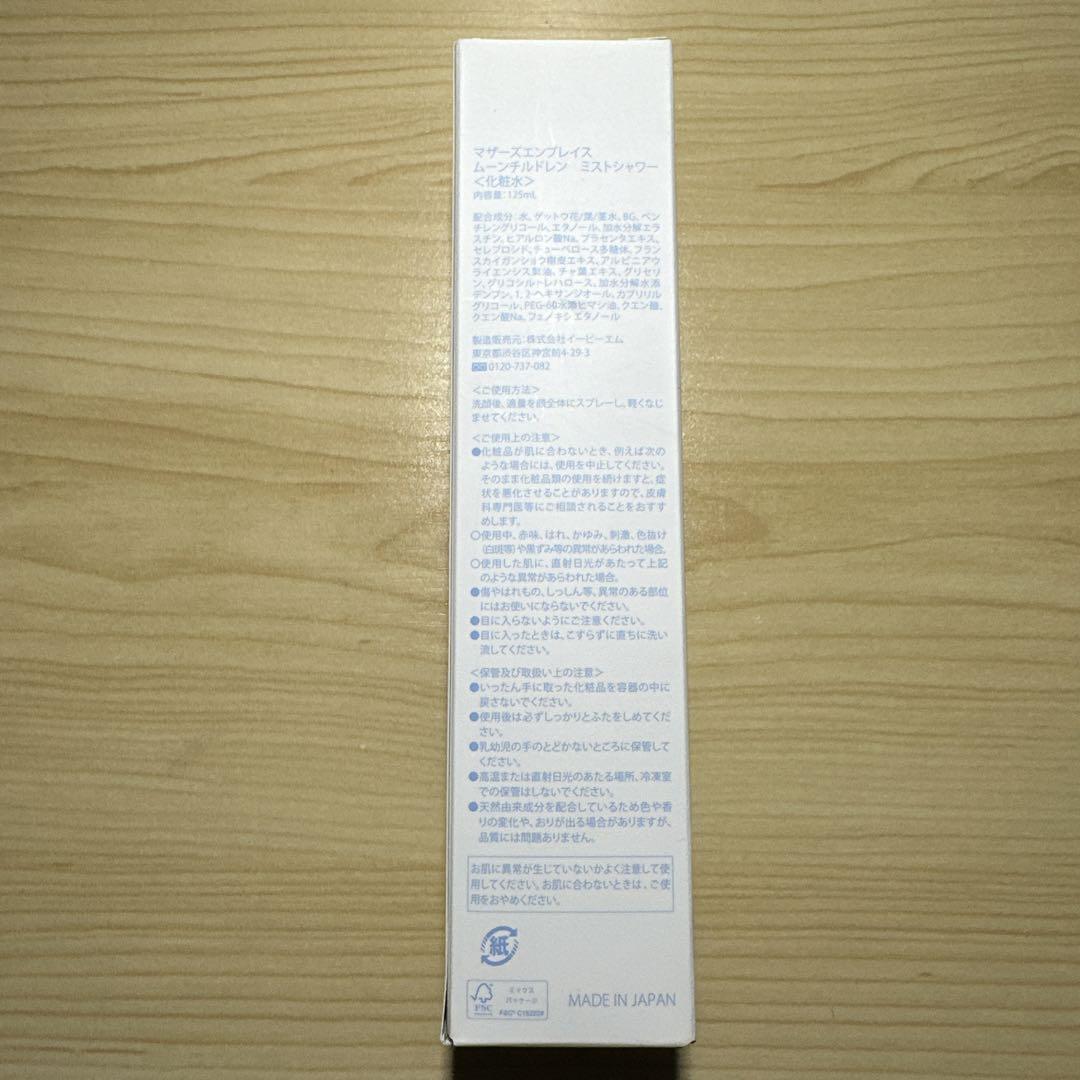 マザーズエンブレイス
ムーンチルドレン　ミストシャワー
＜化粧水＞
内容量：125mL
配合成分：水、ゲットウ花/葉/茎水、BG、ペン
チレングリコール、エタノール、加水分解エラ
スチン、ヒアルロン酸Na、プラセンタエキス、
セレブロシド、チューベロース多糖体、フラン
スカイガンショウ樹皮エキス、アルピニアウ
ライエンシス葉油、チャ葉エキス、グリセリ
ン、グリコシルトレハロース、加水分解水添
デンプン、1,2-ヘキサンジオール、カプリリル
グリコール、PEG-60水添ヒマシ油、クエン酸、
クエン酸Na、フェノキシエタノール
製造販売元：株式会社イービーエム
東京都渋谷区神宮前4-29-3
0120-737-082
＜ご使用方法＞
洗顔後、適量を顔全体にスプレーし、軽くなじ
ませてください。
＜ご使用上の注意＞
●化粧品が肌に合わないとき、例えば次の
ような場合には、使用を中止してください。
そのまま化粧品類の使用を続けますと、症
状を悪化させることがありますので、皮膚
科専門医等にご相談されることをおすす
めします。
○使用中、赤味、はれ、かゆみ、刺激、色抜け
（白斑等）や黒ずみ等の異常があらわれた場合。
○使用した肌に、直射日光があたって上記
のような異常があらわれた場合。
●傷やはれもの、しっしん等、異常のある部位
にはお使いにならないでください。
●目に入らないようにご注意ください。
●目に入ったときは、こすらずに直ちに洗い
流してください。
＜保管及び取扱い上の注意＞
●いったん手に取った化粧品を容器の中に
戻さないでください。
●使用後は必ずしっかりとふたをしめてくだ
さい。
●乳幼児の手のとどかないところに保管して
ください。
●高温または直射日光のあたる場所、冷凍室
での保管はしないでください。
●天然由来成分を配合しているため色や香
りの変化や、おりが出る場合がありますが、
品質には問題ありません。
お肌に異常が生じていないかよく注意して使
用してください。お肌に合わないときは、ご使
用をおやめください。
紙
FSC
ミックス
パッケージ
MADE IN JAPAN